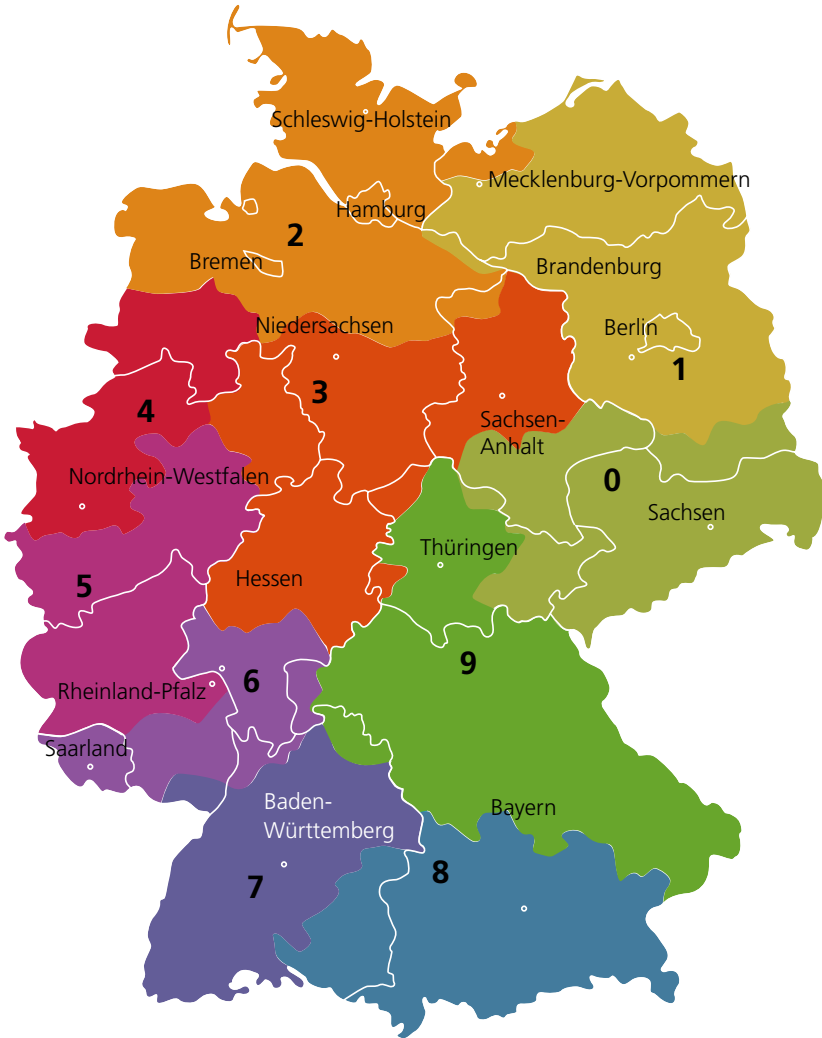 Schleswig-Holstein
Mecklenburg-Vorpommern
Hamburg
2
Bremen
Brandenburg
Niedersachsen
Berlin
1
3
4
Sachsen-
Anhalt
Nordrhein-Westfalen
0
Sachsen
Thüringen
Hessen
5
9
6
Rheinland-Pfalz
Saarland
Baden-
Württemberg
Bayern
8
7